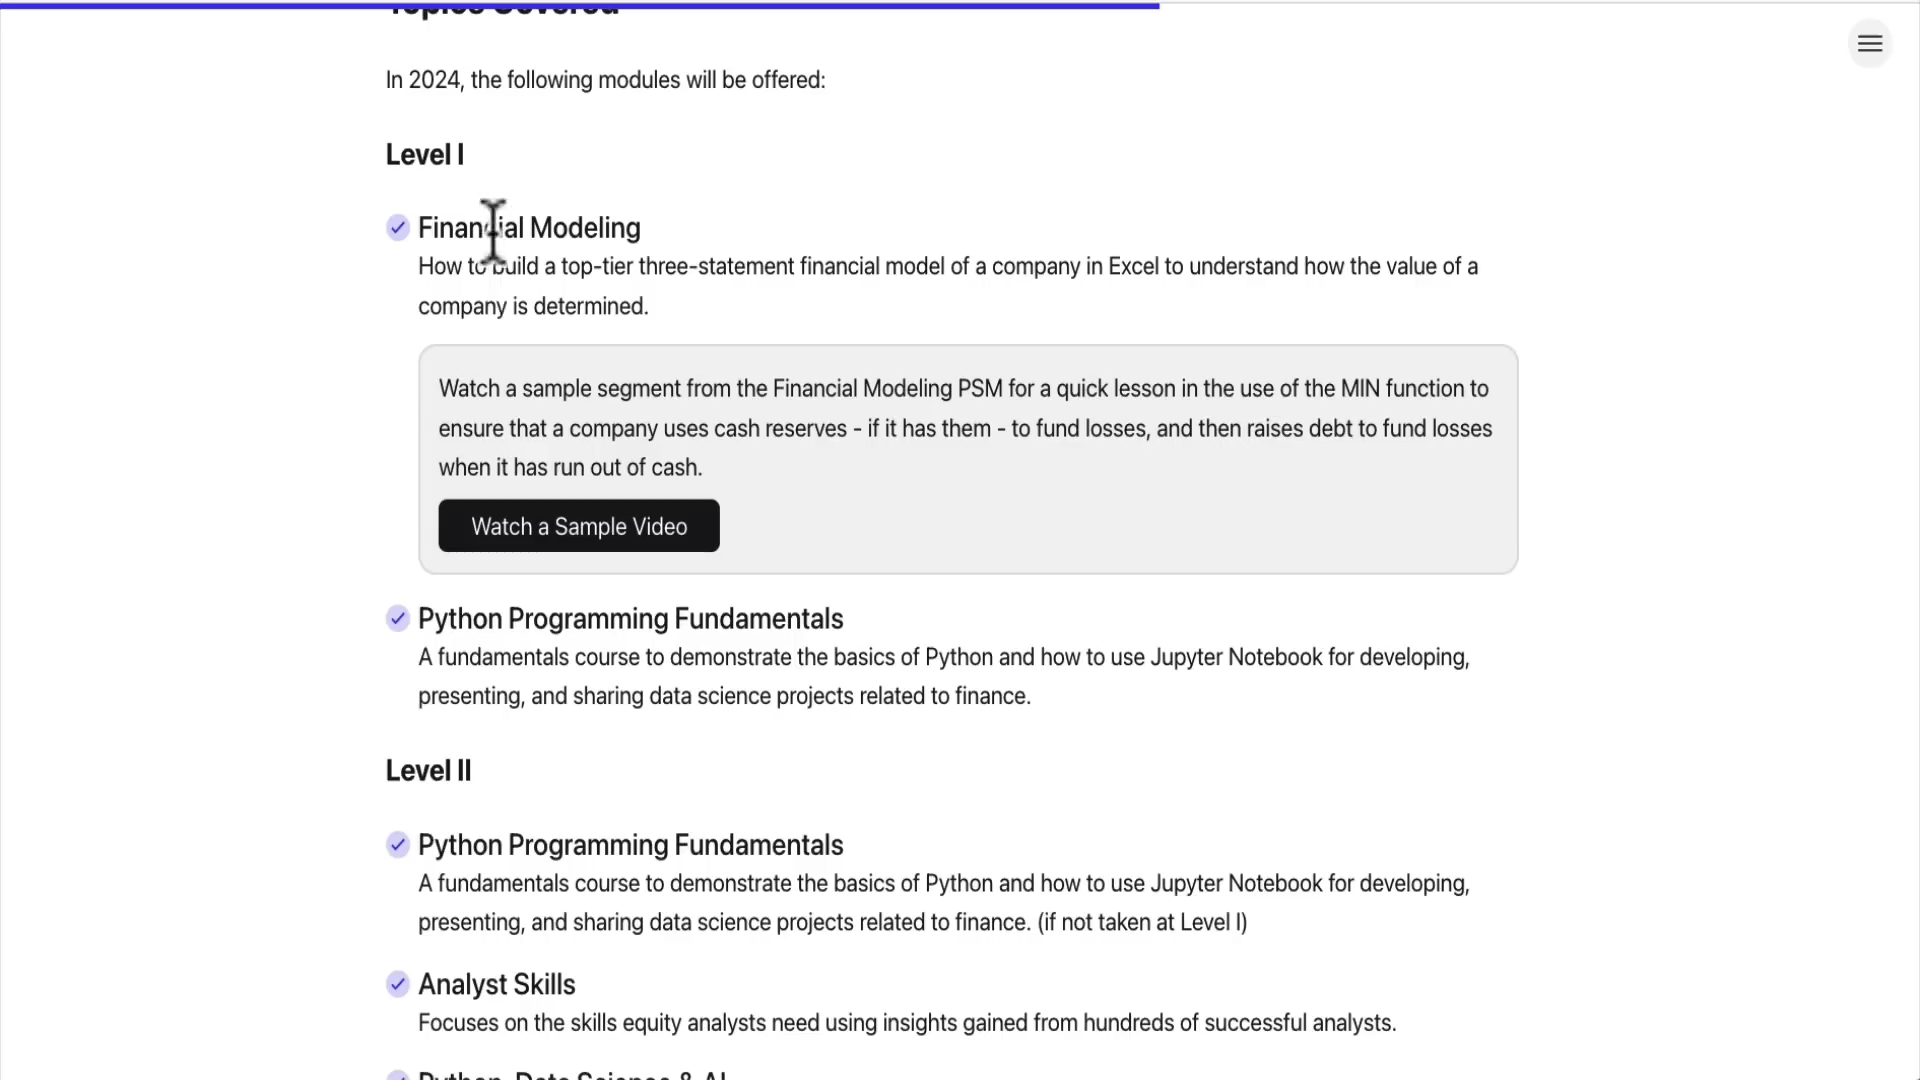 Topics Covered
In 2024, the following modules will be offered:
Level I
Financial Modeling
How to build a top-tier three-statement financial model of a company in Excel to understand how the value of a
company is determined.
Watch a sample segment from the Financial Modeling PSM for a quick lesson in the use of the MIN function to
ensure that a company uses cash reserves - if it has them - to fund losses, and then raises debt to fund losses
when it has run out of cash.
Watch a Sample Video
Python Programming Fundamentals
A fundamentals course to demonstrate the basics of Python and how to use Jupyter Notebook for developing,
presenting, and sharing data science projects related to finance.
Level II
Python Programming Fundamentals
A fundamentals course to demonstrate the basics of Python and how to use Jupyter Notebook for developing,
presenting, and sharing data science projects related to finance. (if not taken at Level I)
Analyst Skills
Focuses on the skills equity analysts need using insights gained from hundreds of successful analysts.
Python, Data Science & AI